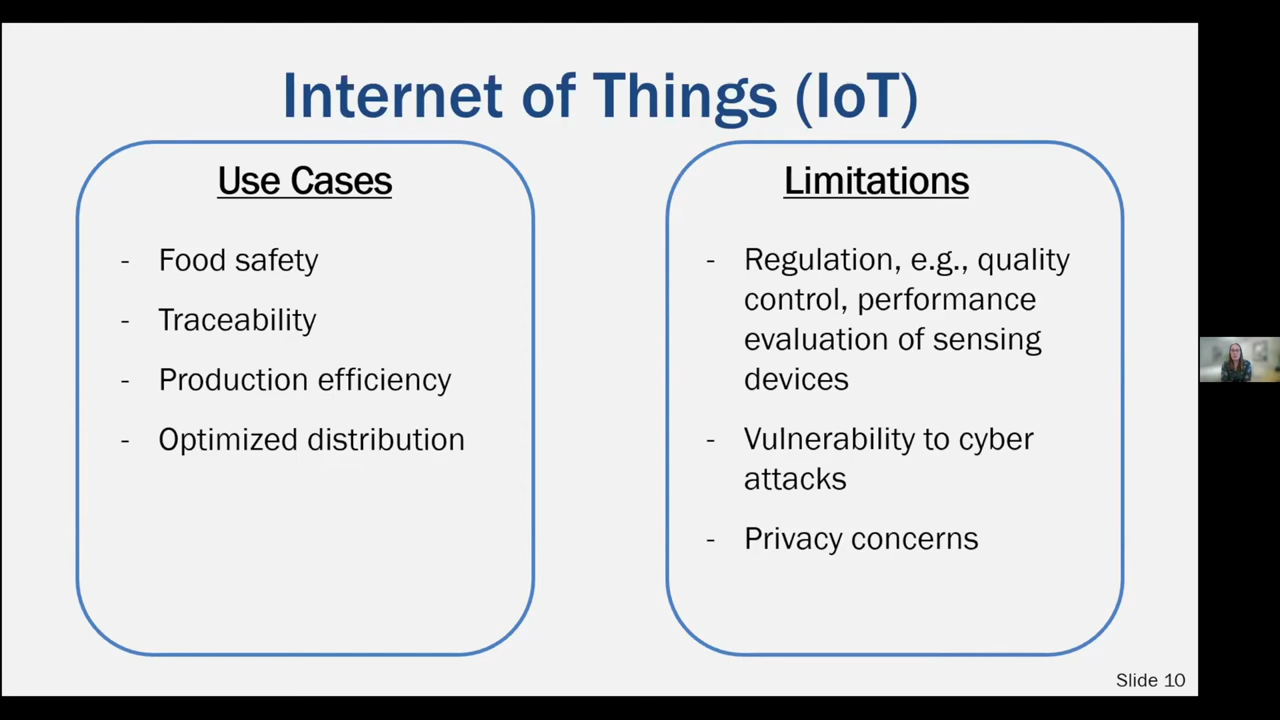 Internet of Things (IoT)
Use Cases
- Food safety
- Traceability
- Production efficiency
- Optimized distribution
Limitations
- Regulation, e.g., quality
control, performance
evaluation of sensing
devices
- Vulnerability to cyber
attacks
- Privacy concerns
Slide 10